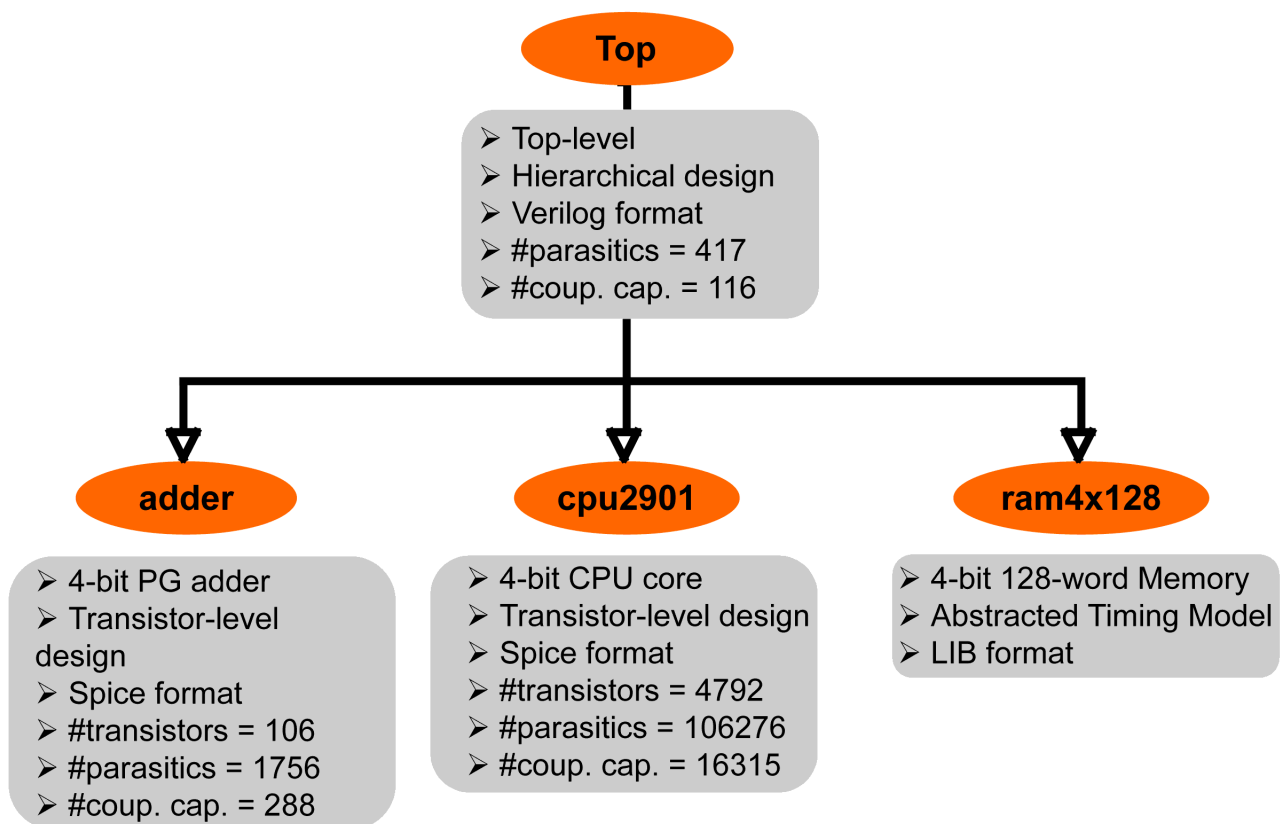 Top
➢ Top-level
➢ Hierarchical design
➢ Verilog format
➢ #parasitics = 417
➢ #coup. cap. = 116
adder
➢ 4-bit PG adder
➢ Transistor-level
design
➢ Spice format
➢ #transistors = 106
➢ #parasitics = 1756
➢ #coup. cap. = 288
cpu2901
➢ 4-bit CPU core
➢ Transistor-level design
➢ Spice format
➢ #transistors = 4792
➢ #parasitics = 106276
➢ #coup. cap. = 16315
ram4x128
➢ 4-bit 128-word Memory
➢ Abstracted Timing Model
➢ LIB format